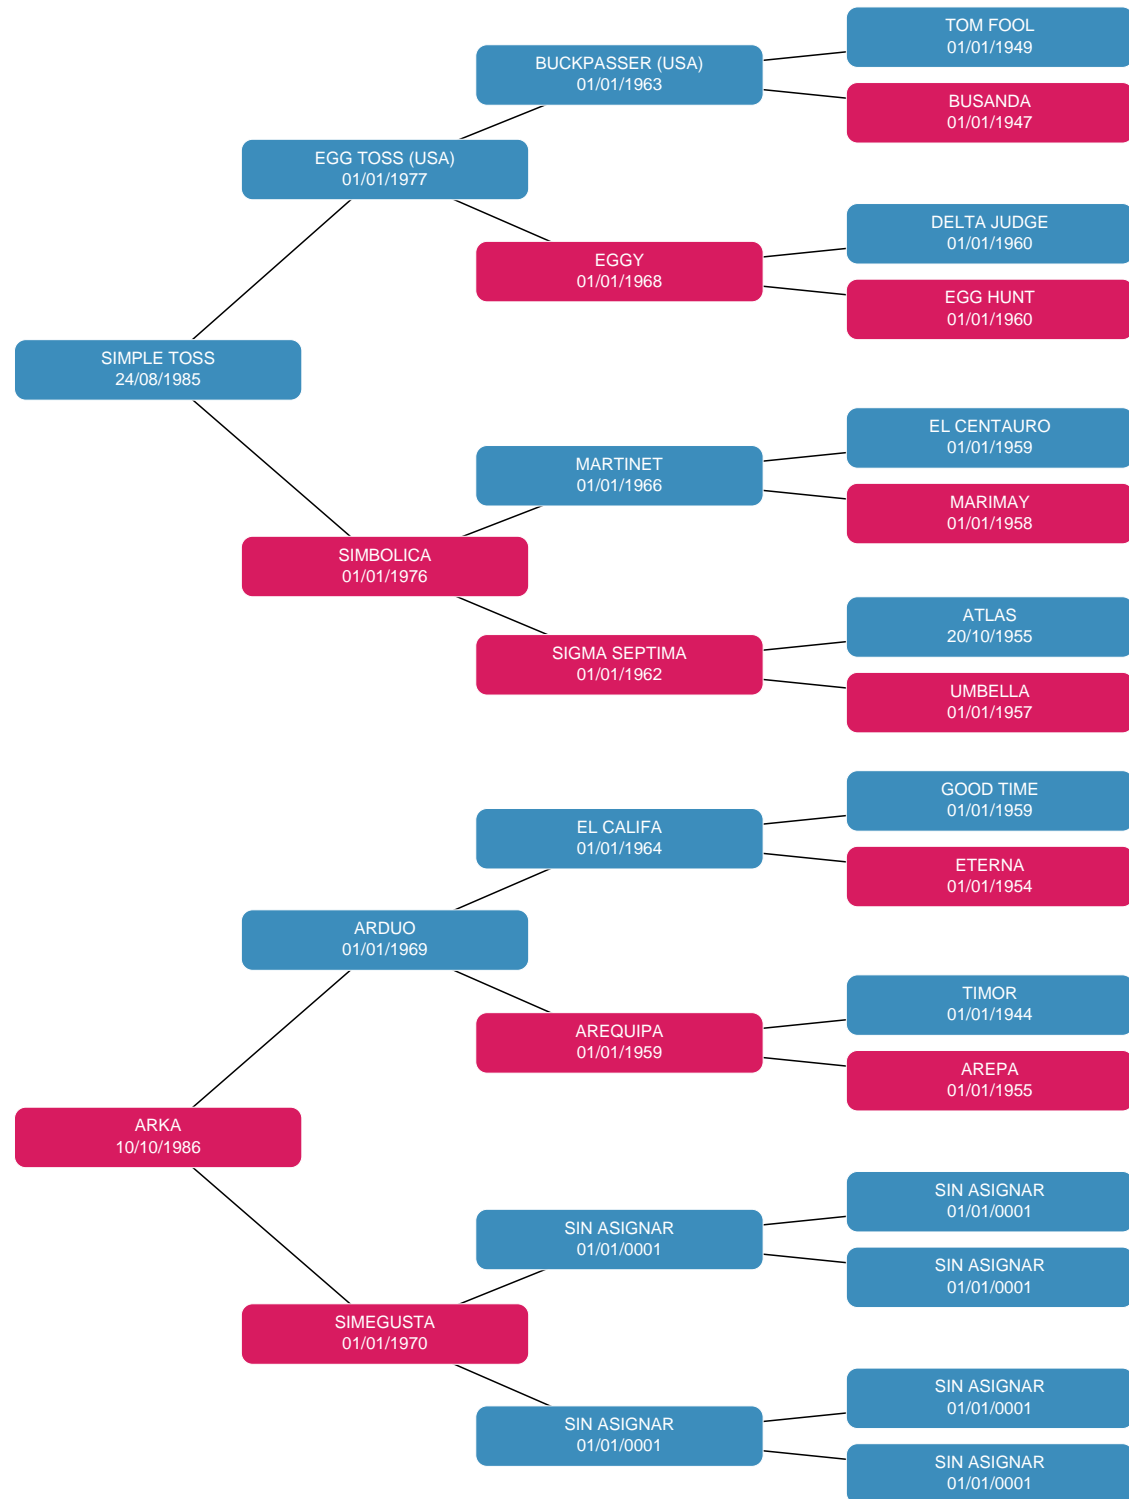 TOM FOOL
01/01/1949
BUCKPASSER (USA)
01/01/1963
BUSANDA
01/01/1947
EGG TOSS (USA)
01/01/1977
DELTA JUDGE
01/01/1960
EGGY
01/01/1968
EGG HUNT
01/01/1960
SIMPLE TOSS
24/08/1985
EL CENTAURO
01/01/1959
MARTINET
01/01/1966
MARIMAY
01/01/1958
SIMBOLICA
01/01/1976
ATLAS
20/10/1955
SIGMA SEPTIMA
01/01/1962
UMBELLA
01/01/1957
GOOD TIME
01/01/1959
EL CALIFA
01/01/1964
ETERNA
01/01/1954
ARDUO
01/01/1969
TIMOR
01/01/1944
AREQUIPA
01/01/1959
AREPA
01/01/1955
ARKA
10/10/1986
SIN ASIGNAR
01/01/0001
SIN ASIGNAR
01/01/0001
SIN ASIGNAR
01/01/0001
SIMEGUSTA
01/01/1970
SIN ASIGNAR
01/01/0001
SIN ASIGNAR
01/01/0001
SIN ASIGNAR
01/01/0001